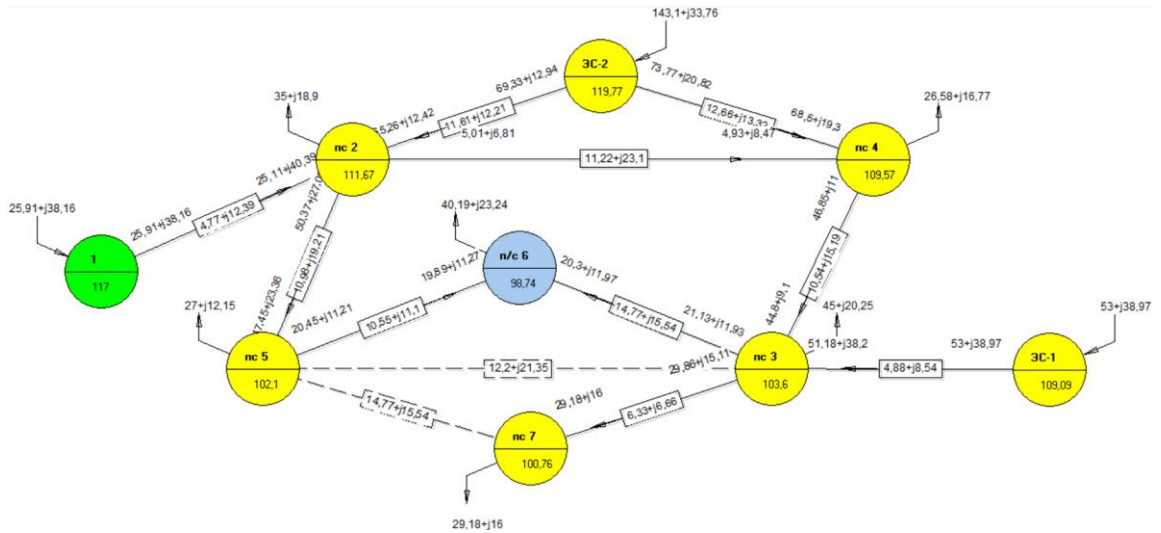 143,1+j33,76
ЭС-2
119,77
69,33+j12,94
73,77+j20,82
11,61+j12,21
5,01+j6,81
12,66+j13,32
4,93+j8,47
68,5+j19,3
26,58+j16,77
35+j18,9
пс 2
111,67
11,22+j23,1
пс 4
109,57
25,11+j40,39
25,91+j38,16
25,91+j38,16
4,77+j12,39
1
117
50,37+j27,0
10,98+j19,21
47,45+j23,36
46,85+j11
10,54+j15,19
44,8+j9,1
40,19+j23,24
п/с 6
98,74
19,89+j11,27
20,3+j11,97
10,55+j11,1
14,77+j15,54
20,45+j11,21
21,13+j11,93
27+j12,15
пс 5
102,1
12,2+j21,35
29,86+j15,11
пс 3
103,6
45+j20,25
51,18+j38,2
53+j38,97
4,88+j8,54
53+j38,97
ЭС-1
109,09
14,77+j15,54
29,18+j16
6,33+j6,66
пс 7
100,76
29,18+j16